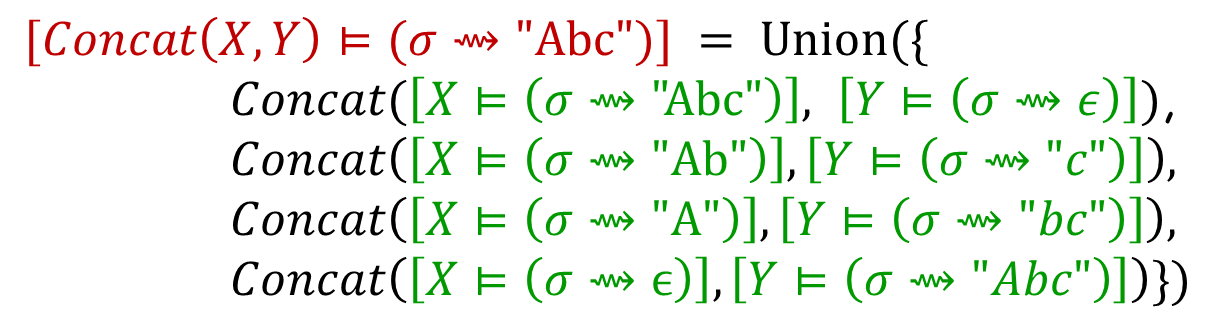 [Concat(X, Y) ⊨ (σ ⇝ "Abc")] = Union({
Concat([X ⊨ (σ ⇝ "Abc")], [Y ⊨ (σ ⇝ ϵ)]),
Concat([X ⊨ (σ ⇝ "Ab")], [Y ⊨ (σ ⇝ "c")]),
Concat([X ⊨ (σ ⇝ "A")], [Y ⊨ (σ ⇝ "bc")]),
Concat([X ⊨ (σ ⇝ ϵ)], [Y ⊨ (σ ⇝ "Abc")])})